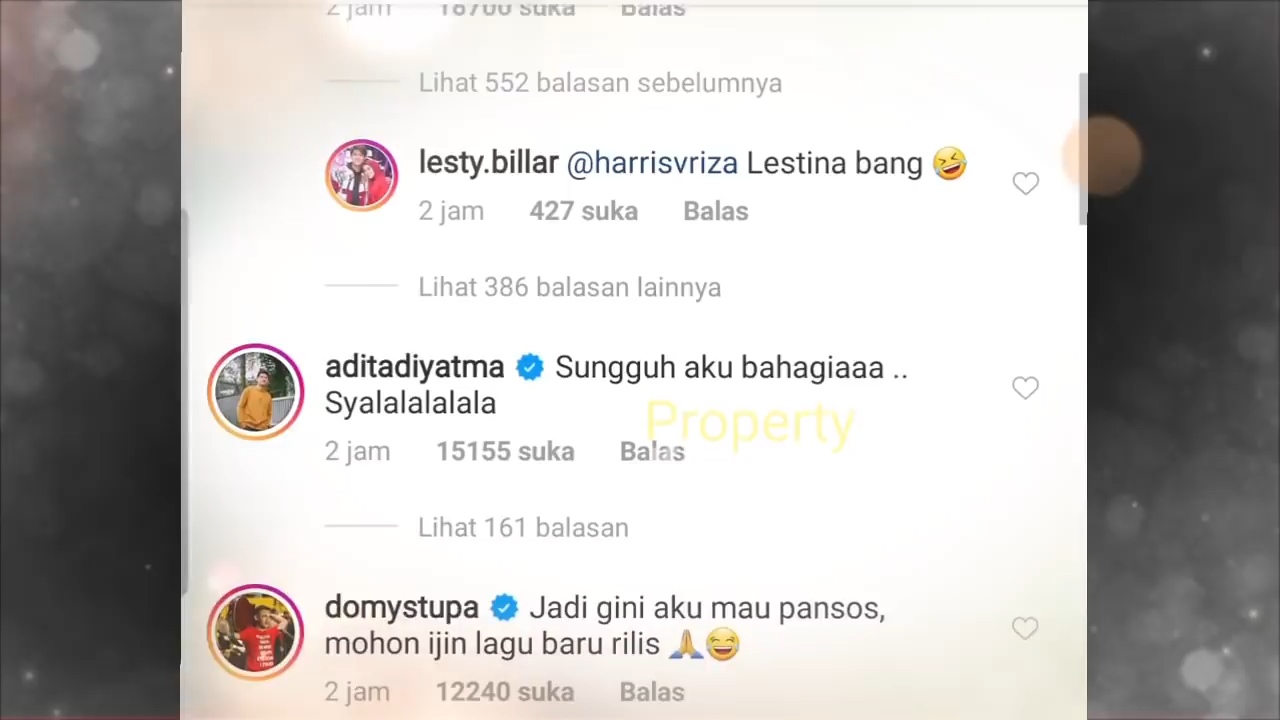 2 jam 18700 suka Balas
Lihat 552 balasan sebelumnya
lesty.billar @harrisvriza Lestina bang 🤣
2 jam 427 suka Balas
Lihat 386 balasan lainnya
aditadiyatma Sungguh aku bahagiaaa ..
Syalalalalala
Property
2 jam 15155 suka Balas
Lihat 161 balasan
domystupa Jadi gini aku mau pansos,
mohon ijin lagu baru rilis 🙏😂
2 jam 12240 suka Balas